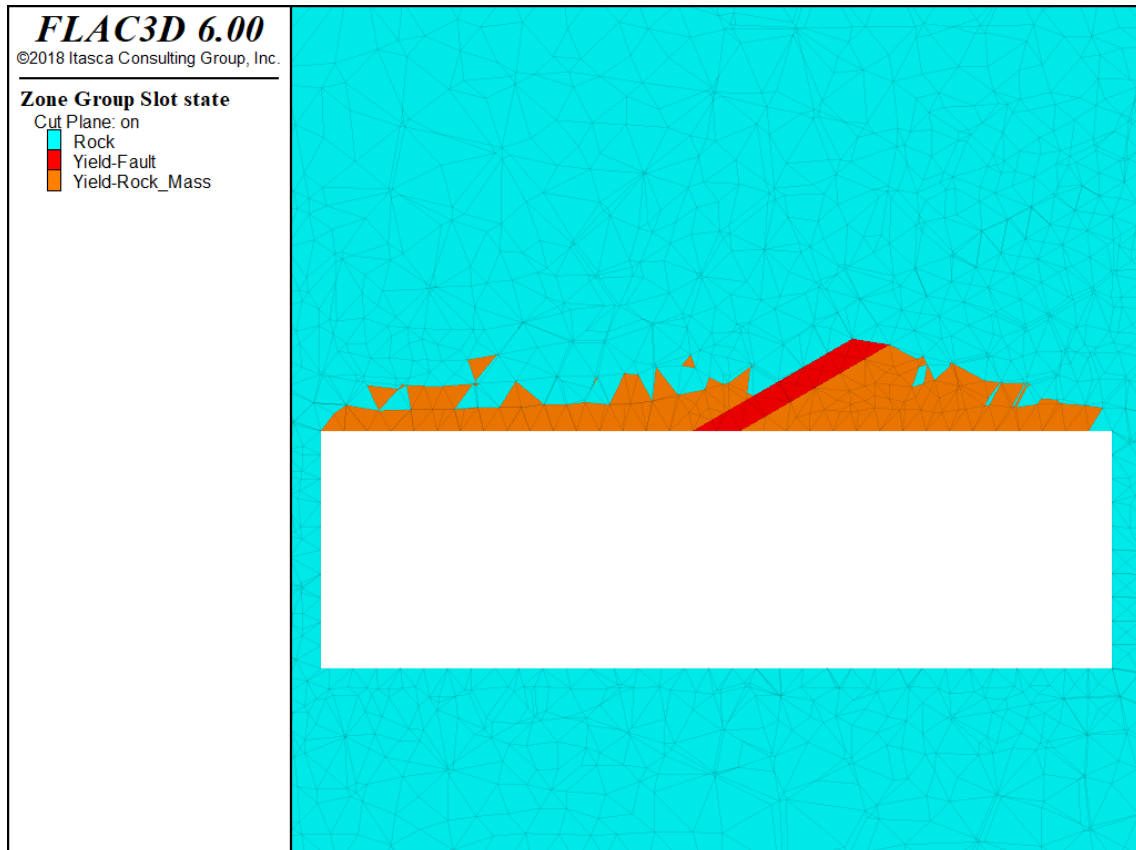 FLAC3D 6.00
©2018 Itasca Consulting Group, Inc.
Zone Group Slot state
Cut Plane: on
Rock
Yield-Fault
Yield-Rock_Mass